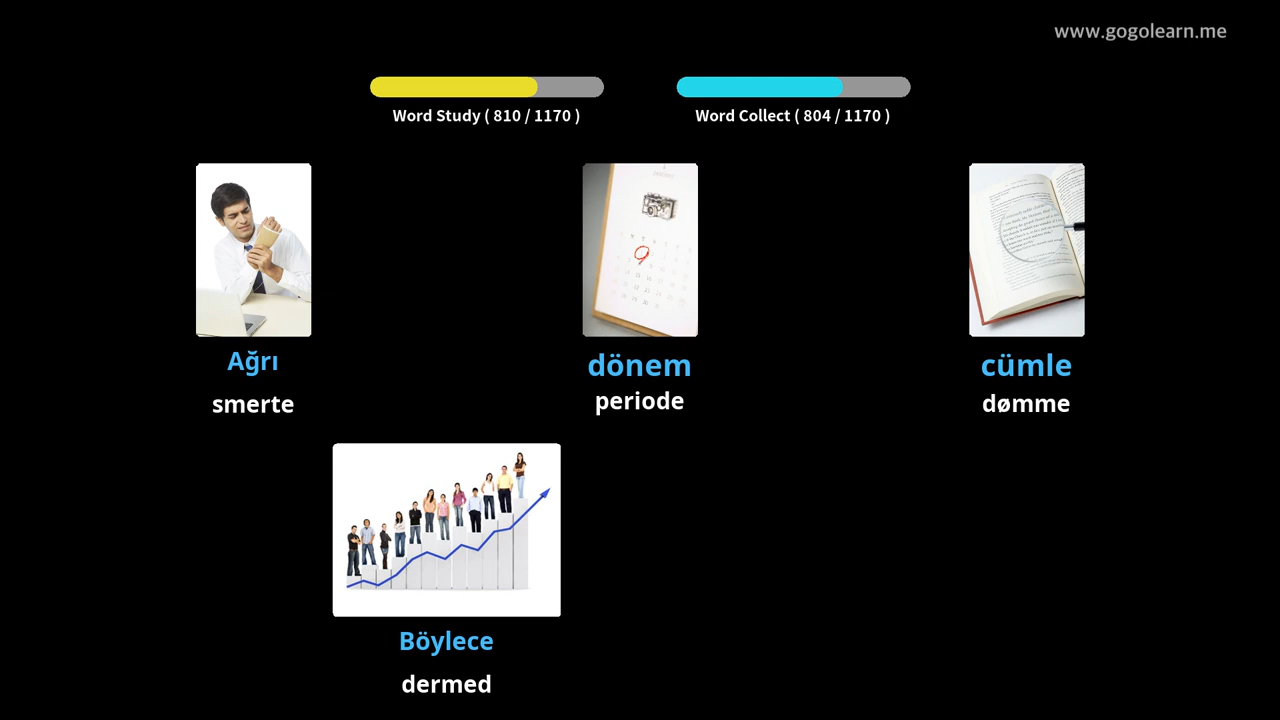 www.gogolearn.me
Word Study ( 810 / 1170 )
Word Collect ( 804 / 1170 )
Ağrı
smerte
dönem
periode
cümle
dømme
Böylece
dermed